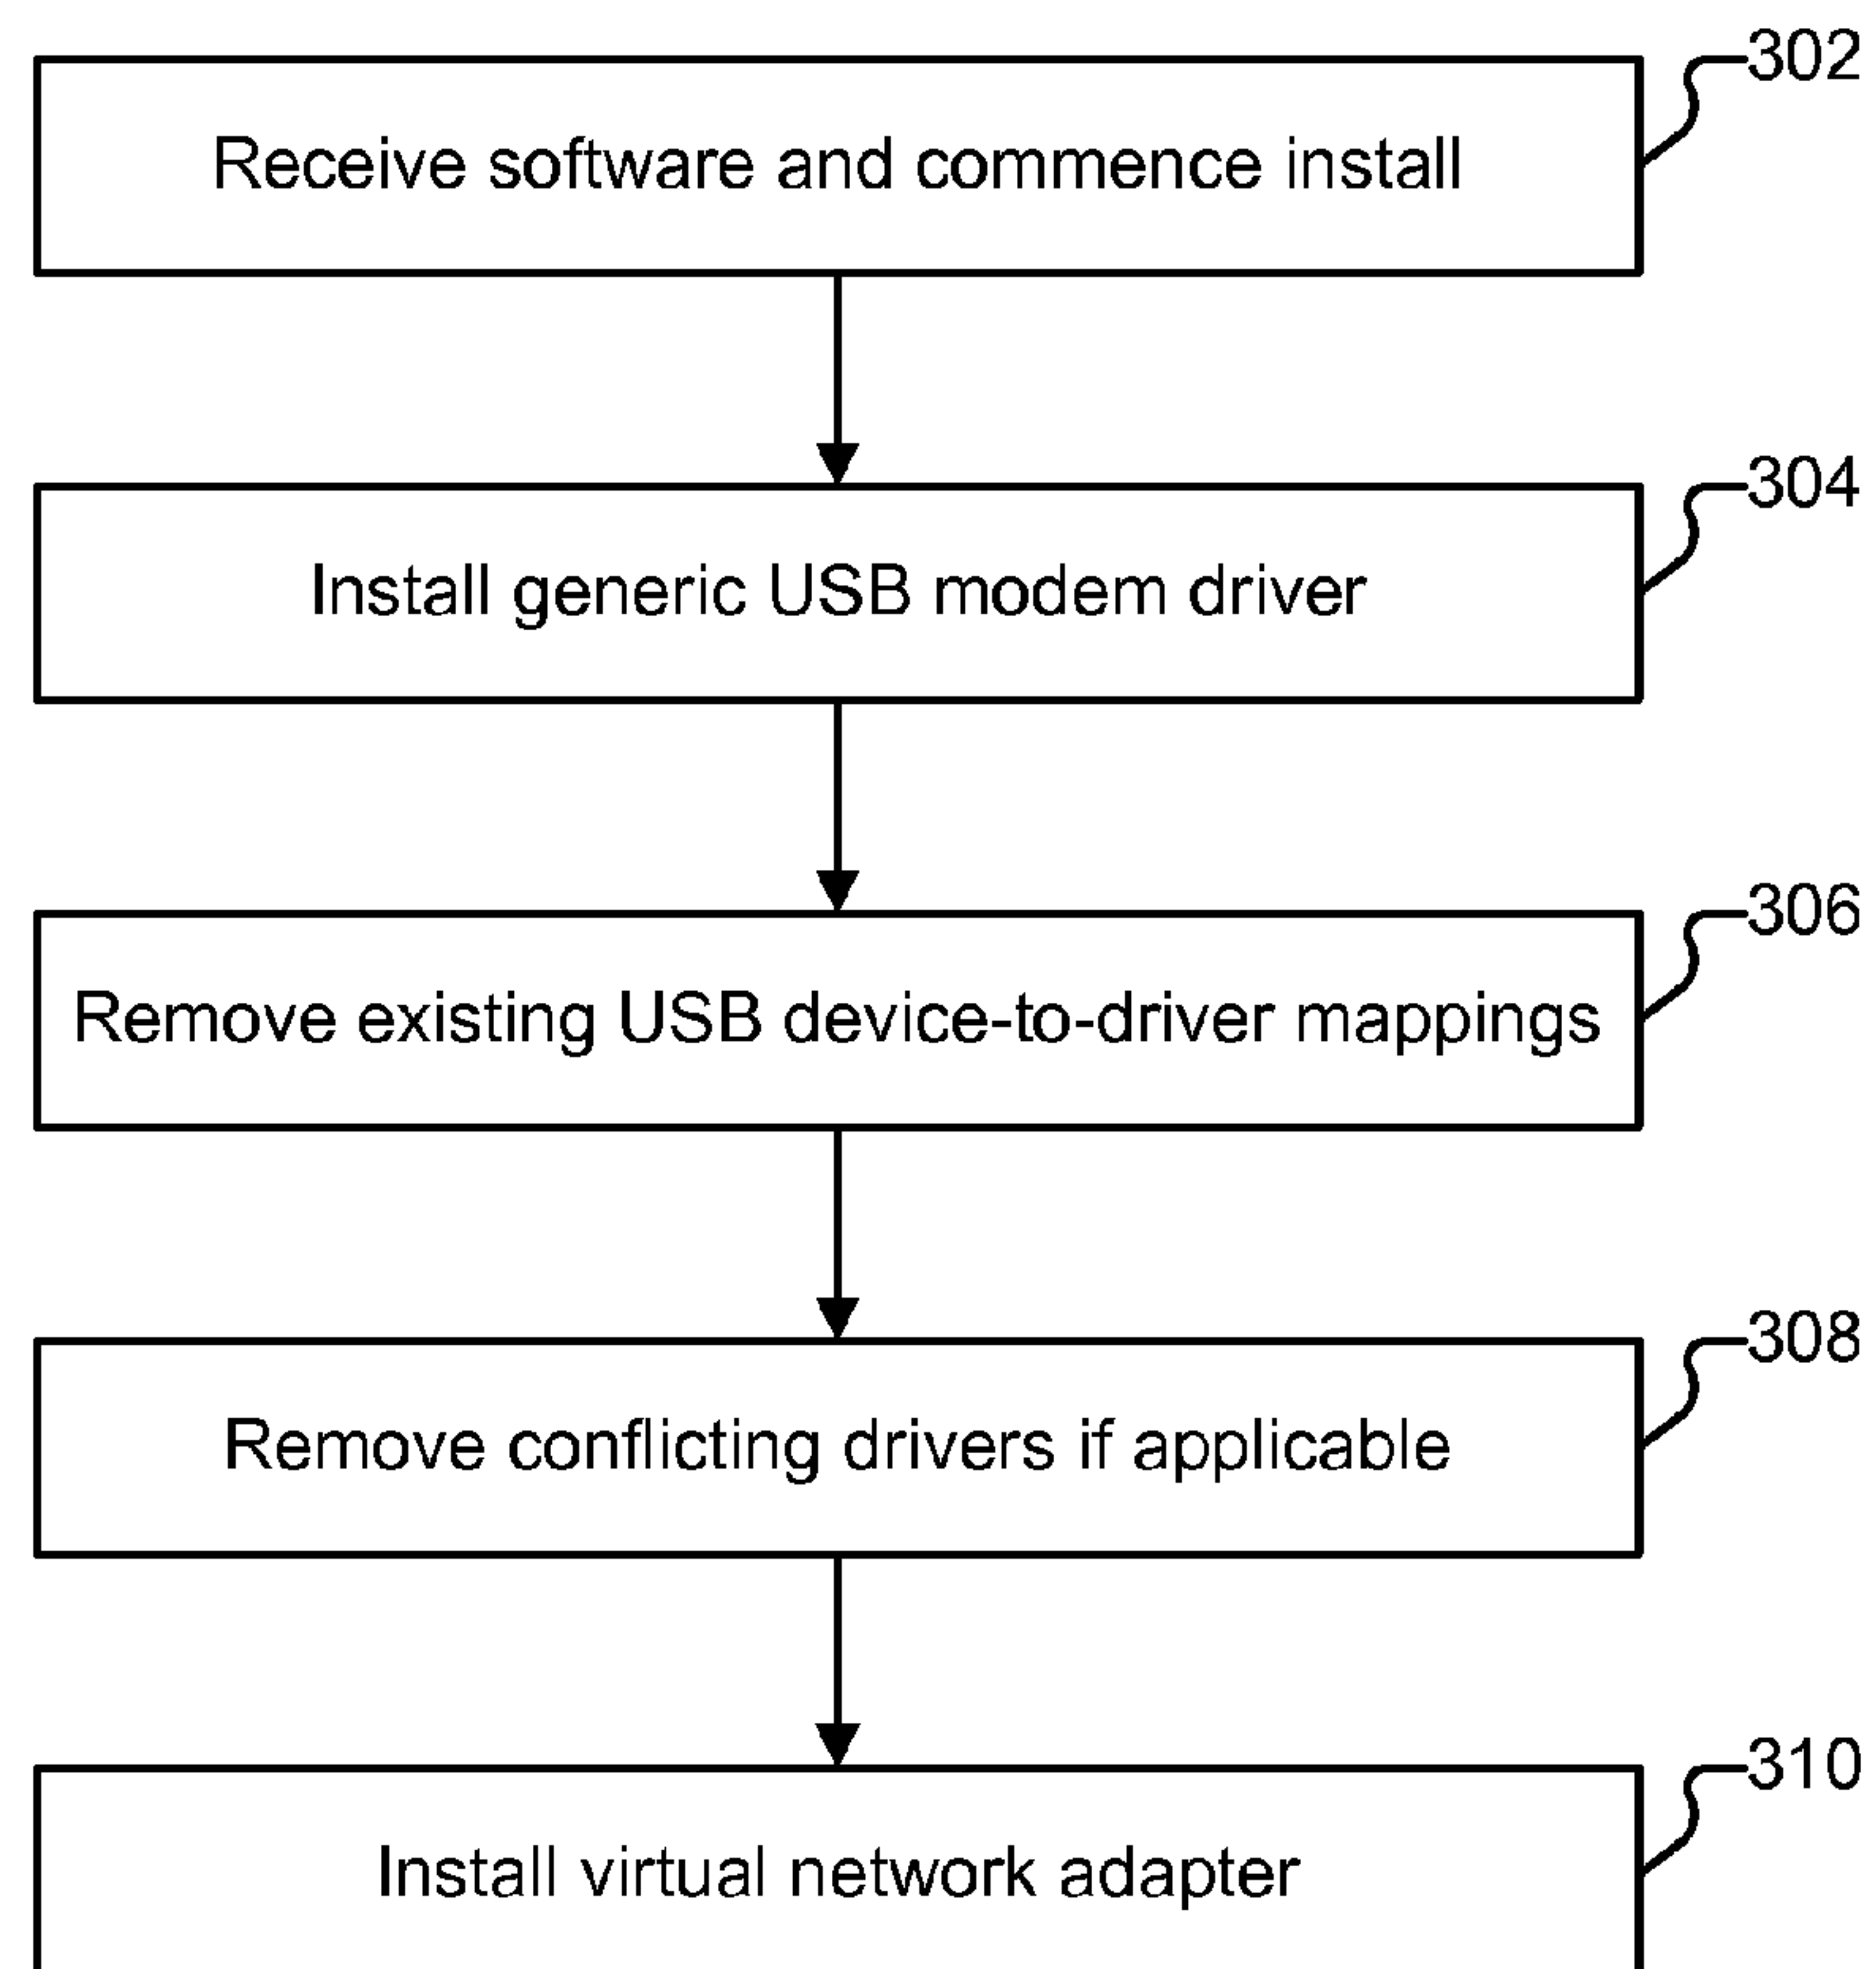 302
Receive software and commence install
304
Install generic USB modem driver
306
Remove existing USB device-to-driver mappings
308
Remove conflicting drivers if applicable
310
Install virtual network adapter